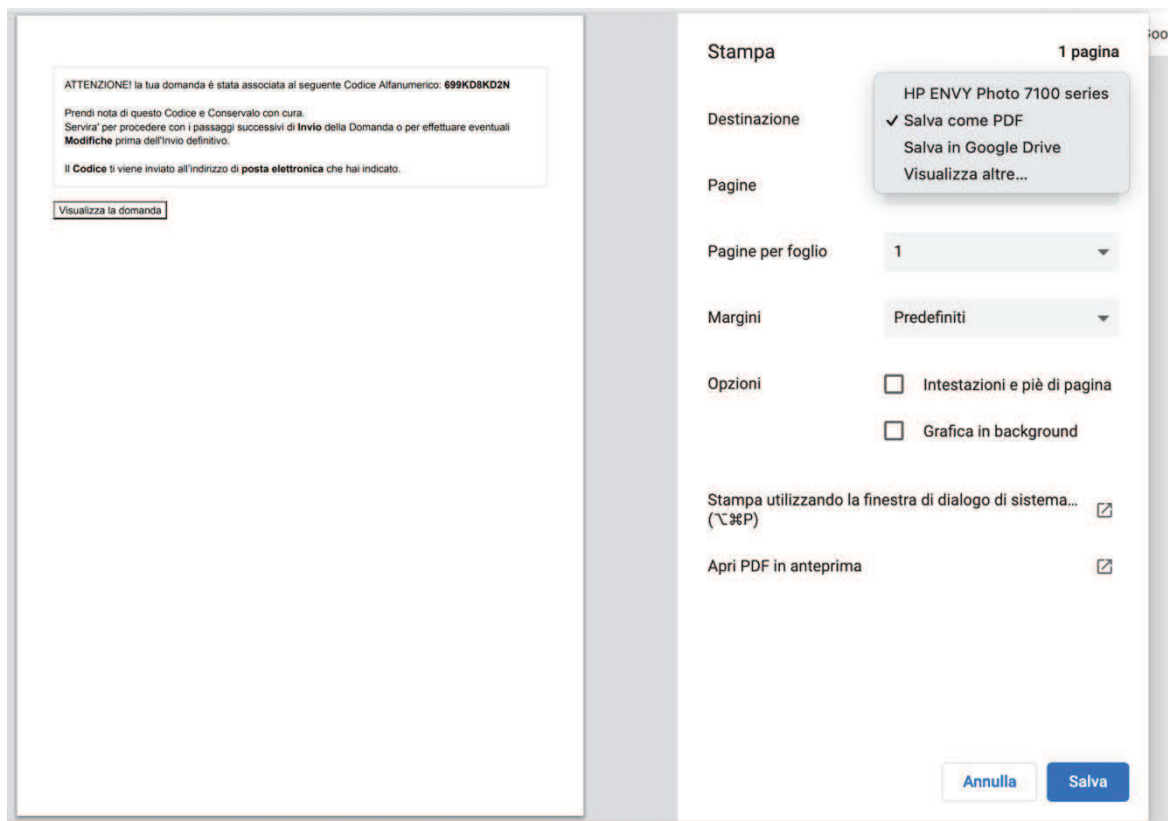 ATTENZIONE! la tua domanda è stata associata al seguente Codice Alfanumerico: 699KD8KD2N
Prendi nota di questo Codice e Conservalo con cura.
Servira' per procedere con i passaggi successivi di Invio della Domanda o per effettuare eventuali
Modifiche prima dell'Invio definitivo.
Il Codice ti viene inviato all'indirizzo di posta elettronica che hai indicato.
Visualizza la domanda
Stampa
1 pagina
Destinazione
HP ENVY Photo 7100 series
✓ Salva come PDF
Salva in Google Drive
Visualizza altre...
Pagine
Pagine per foglio
1
Margini
Predefiniti
Opzioni
Intestazioni e piè di pagina
Grafica in background
Stampa utilizzando la finestra di dialogo di sistema...
(⌥⌘P)
Apri PDF in anteprima
Annulla
Salva